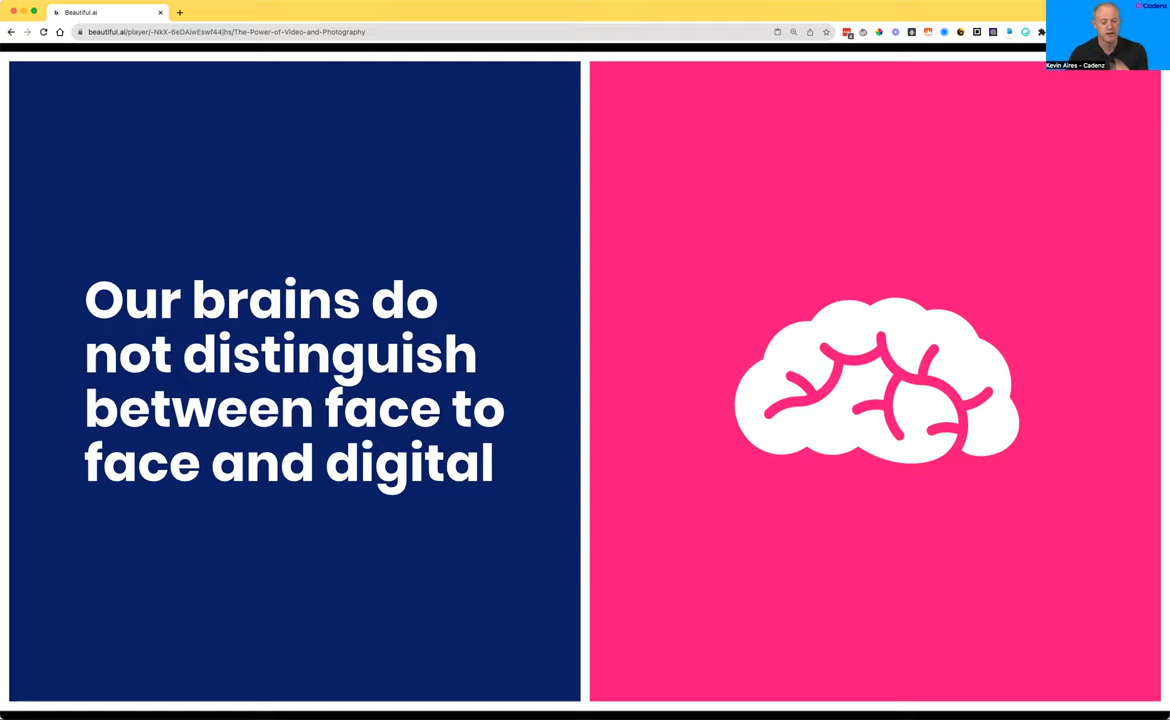 Beautiful.ai
beautiful.ai/player/-NkX-6eDAiwEswf44jhs/The-Power-of-Video-and-Photography
Cadenz
Kevin Aires - Cadenz
Our brains do
not distinguish
between face to
face and digital